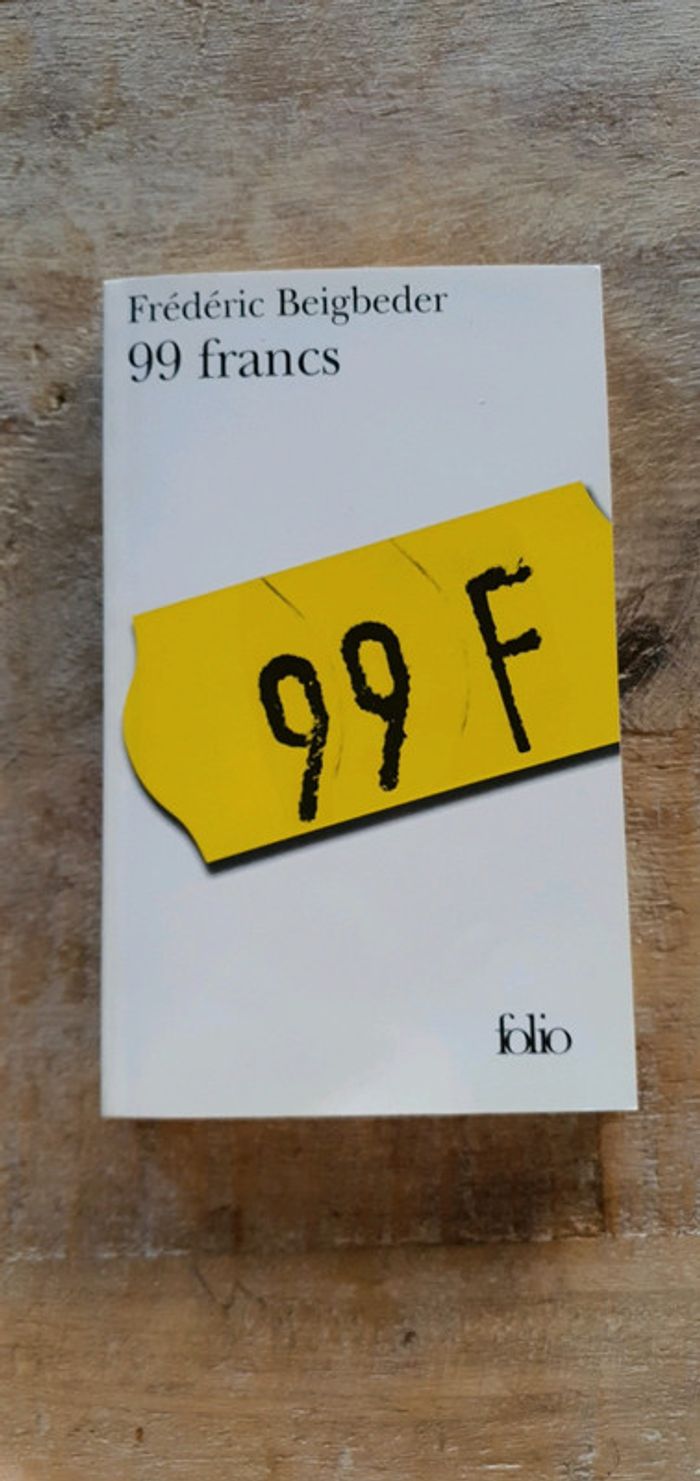 Frédéric Beigbeder
99 francs
99 F
folio